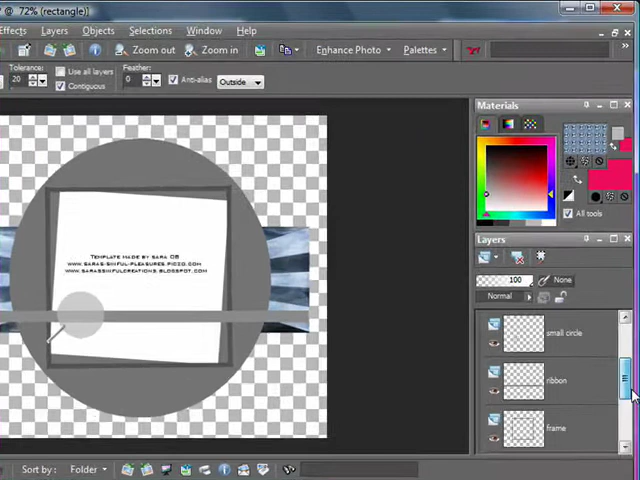 @ 72% (rectangle)]
Effects Layers Objects Selections Window Help
Zoom out Zoom in Enhance Photo Palettes
Tolerance: Use all layers Feather:
20 Contiguous 0 Anti-alias Outside
Materials
All tools
Layers
100 None
Normal
small circle
ribbon
frame
Template made by Sara 08
www.saras-sinful-pleasures.piczo.com
www.sarassinfulcreations.blogspot.com
Sort by: Folder